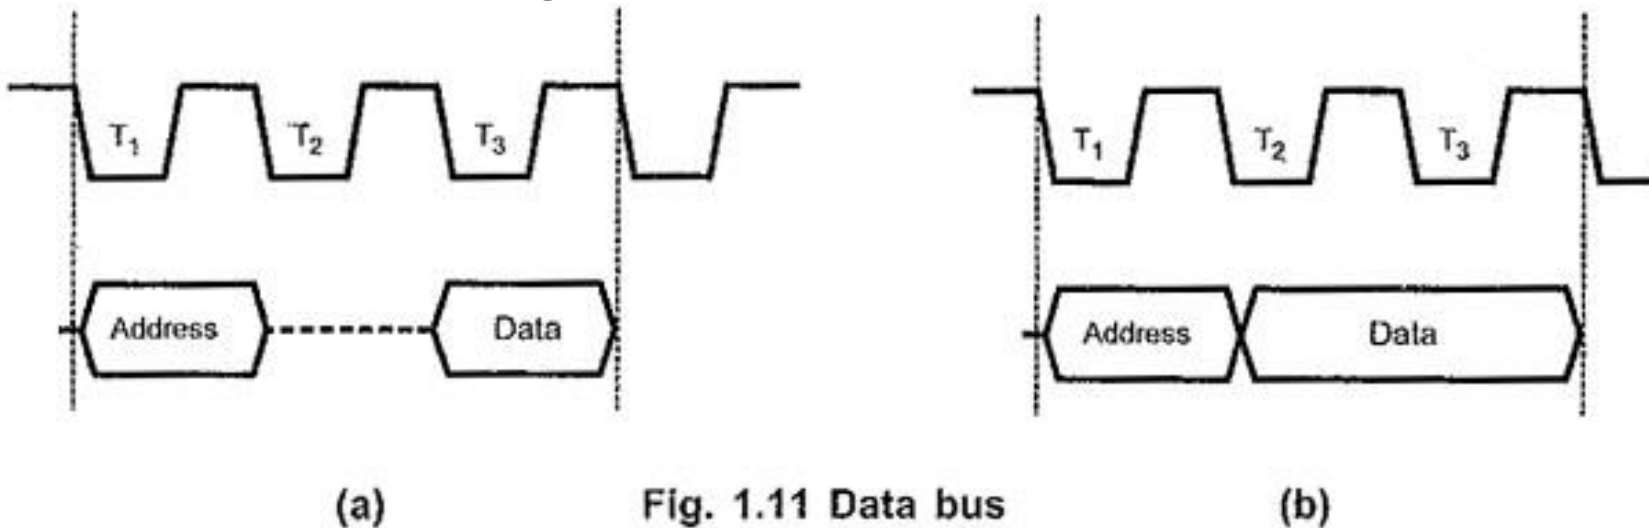 T1 T2 T3
T1 T2 T3
Address Data
Address Data
(a) Fig. 1.11 Data bus (b)